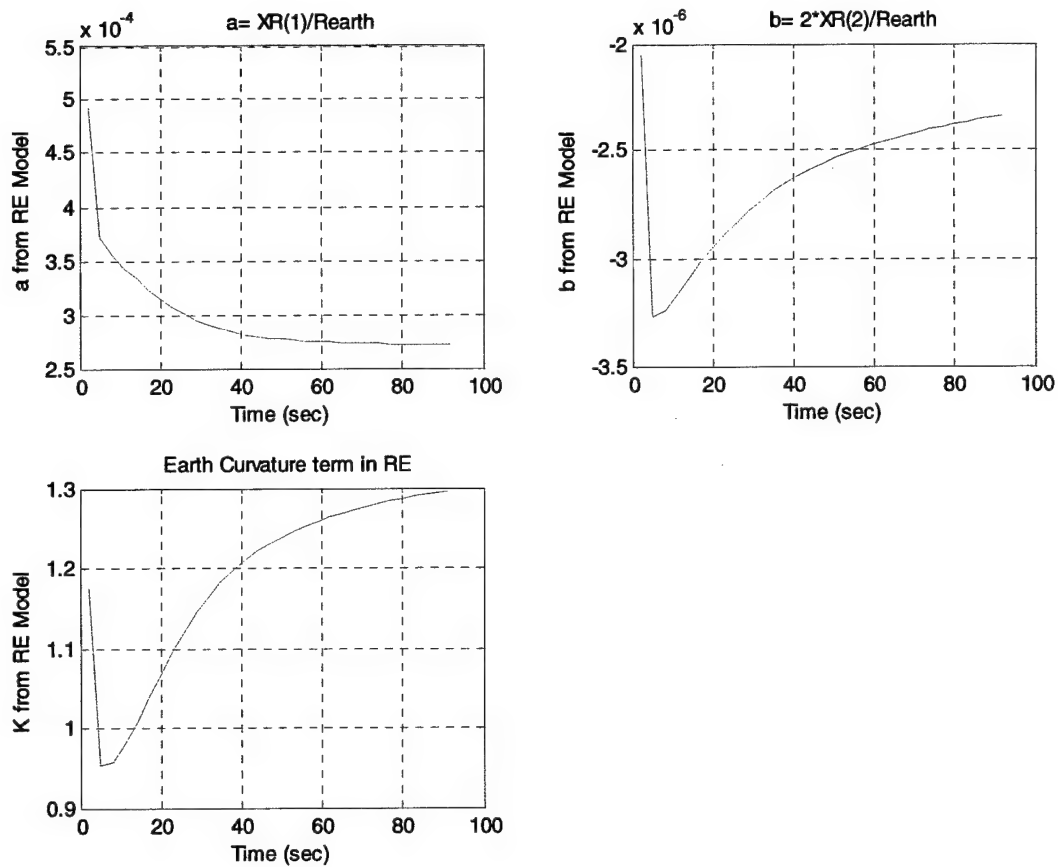 a= XR(1)/Rearth
x 10-4
5.5
5
4.5
4
3.5
3
2.5
a from RE Model
0 20 40 60 80 100
Time (sec)
b= 2*XR(2)/Rearth
x 10-6
-2
-2.5
-3
-3.5
b from RE Model
0 20 40 60 80 100
Time (sec)
Earth Curvature term in RE
1.3
1.2
1.1
1
0.9
K from RE Model
0 20 40 60 80 100
Time (sec)